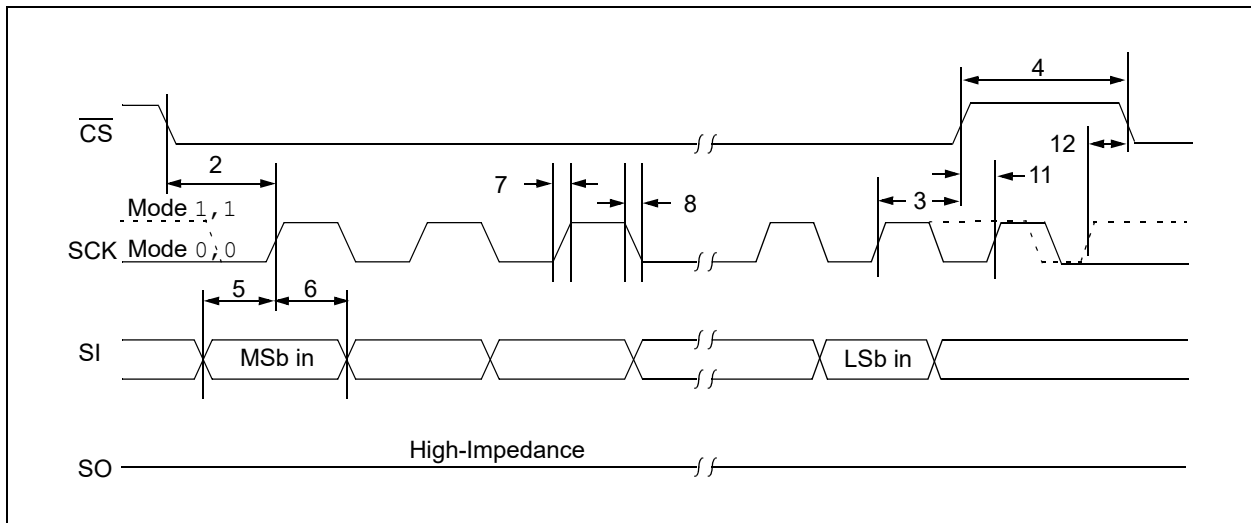 4
CS
12
2
7
8
3
11
Mode 1,1
SCK Mode 0,0
5 6
SI MSb in LSb in
High-Impedance
SO